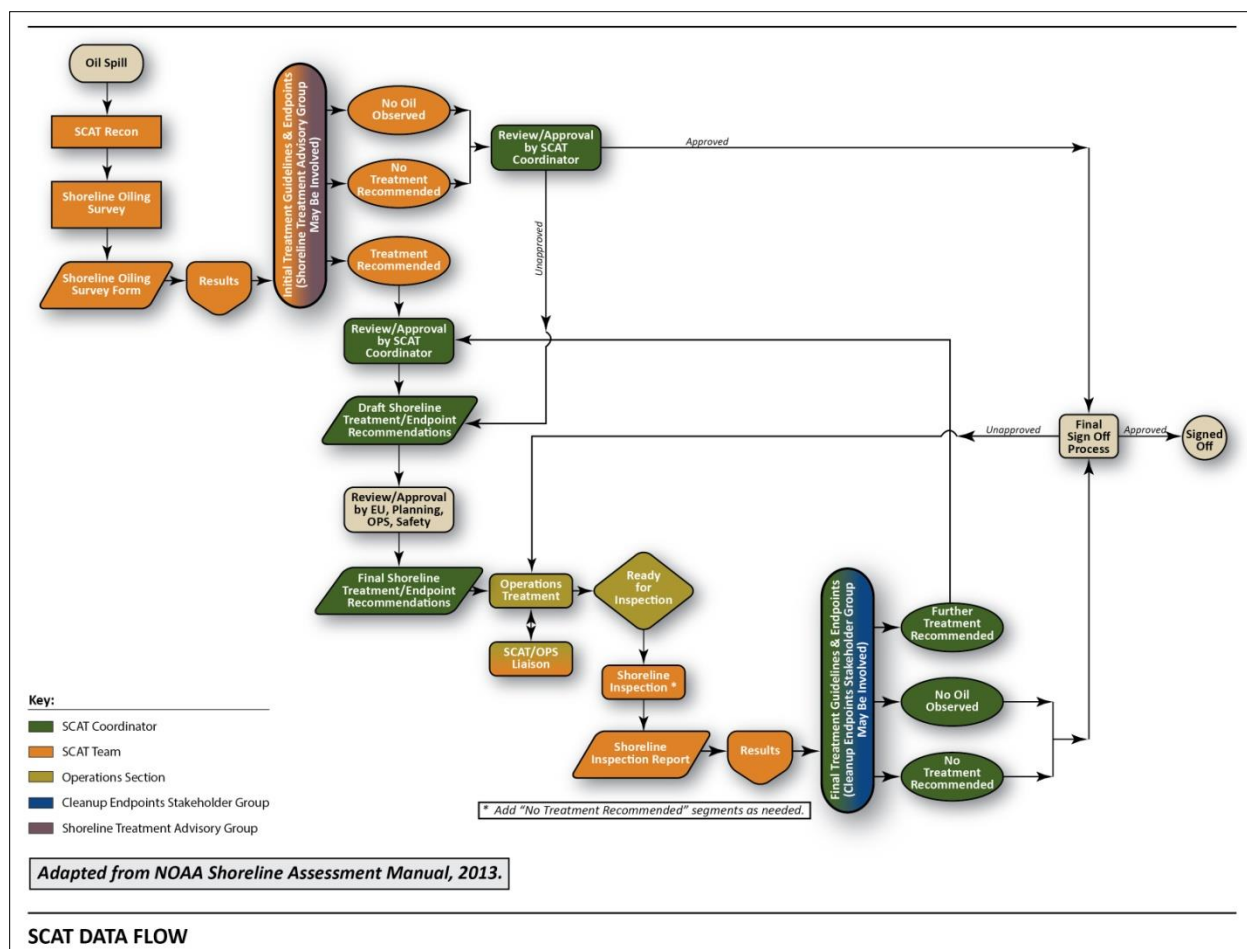 Oil Spill
SCAT Recon
Shoreline Oiling
Survey
Shoreline Oiling
Survey Form
Results
Initial Treatment Guidelines & Endpoints
(Shoreline Treatment Advisory Group
May Be Involved)
No Oil
Observed
No
Treatment
Recommended
Treatment
Recommended
Review/Approval
by SCAT
Coordinator
Approved
Unapproved
Review/Approval
by SCAT
Coordinator
Draft Shoreline
Treatment/Endpoint
Recommendations
Review/Approval
by EU, Planning,
OPS, Safety
Final Shoreline
Treatment/Endpoint
Recommendations
Operations
Treatment
SCAT/OPS
Liaison
Ready
for
Inspection
Shoreline
Inspection *
Shoreline
Inspection Report
Results
Final Treatment Guidelines & Endpoints
(Cleanup Endpoints Stakeholder Group
May Be Involved)
Further
Treatment
Recommended
No Oil
Observed
No
Treatment
Recommended
Unapproved
Final
Sign Off
Process
Approved
Signed
Off
* Add "No Treatment Recommended" segments as needed.
Key:
SCAT Coordinator
SCAT Team
Operations Section
Cleanup Endpoints Stakeholder Group
Shoreline Treatment Advisory Group
Adapted from NOAA Shoreline Assessment Manual, 2013.
SCAT DATA FLOW